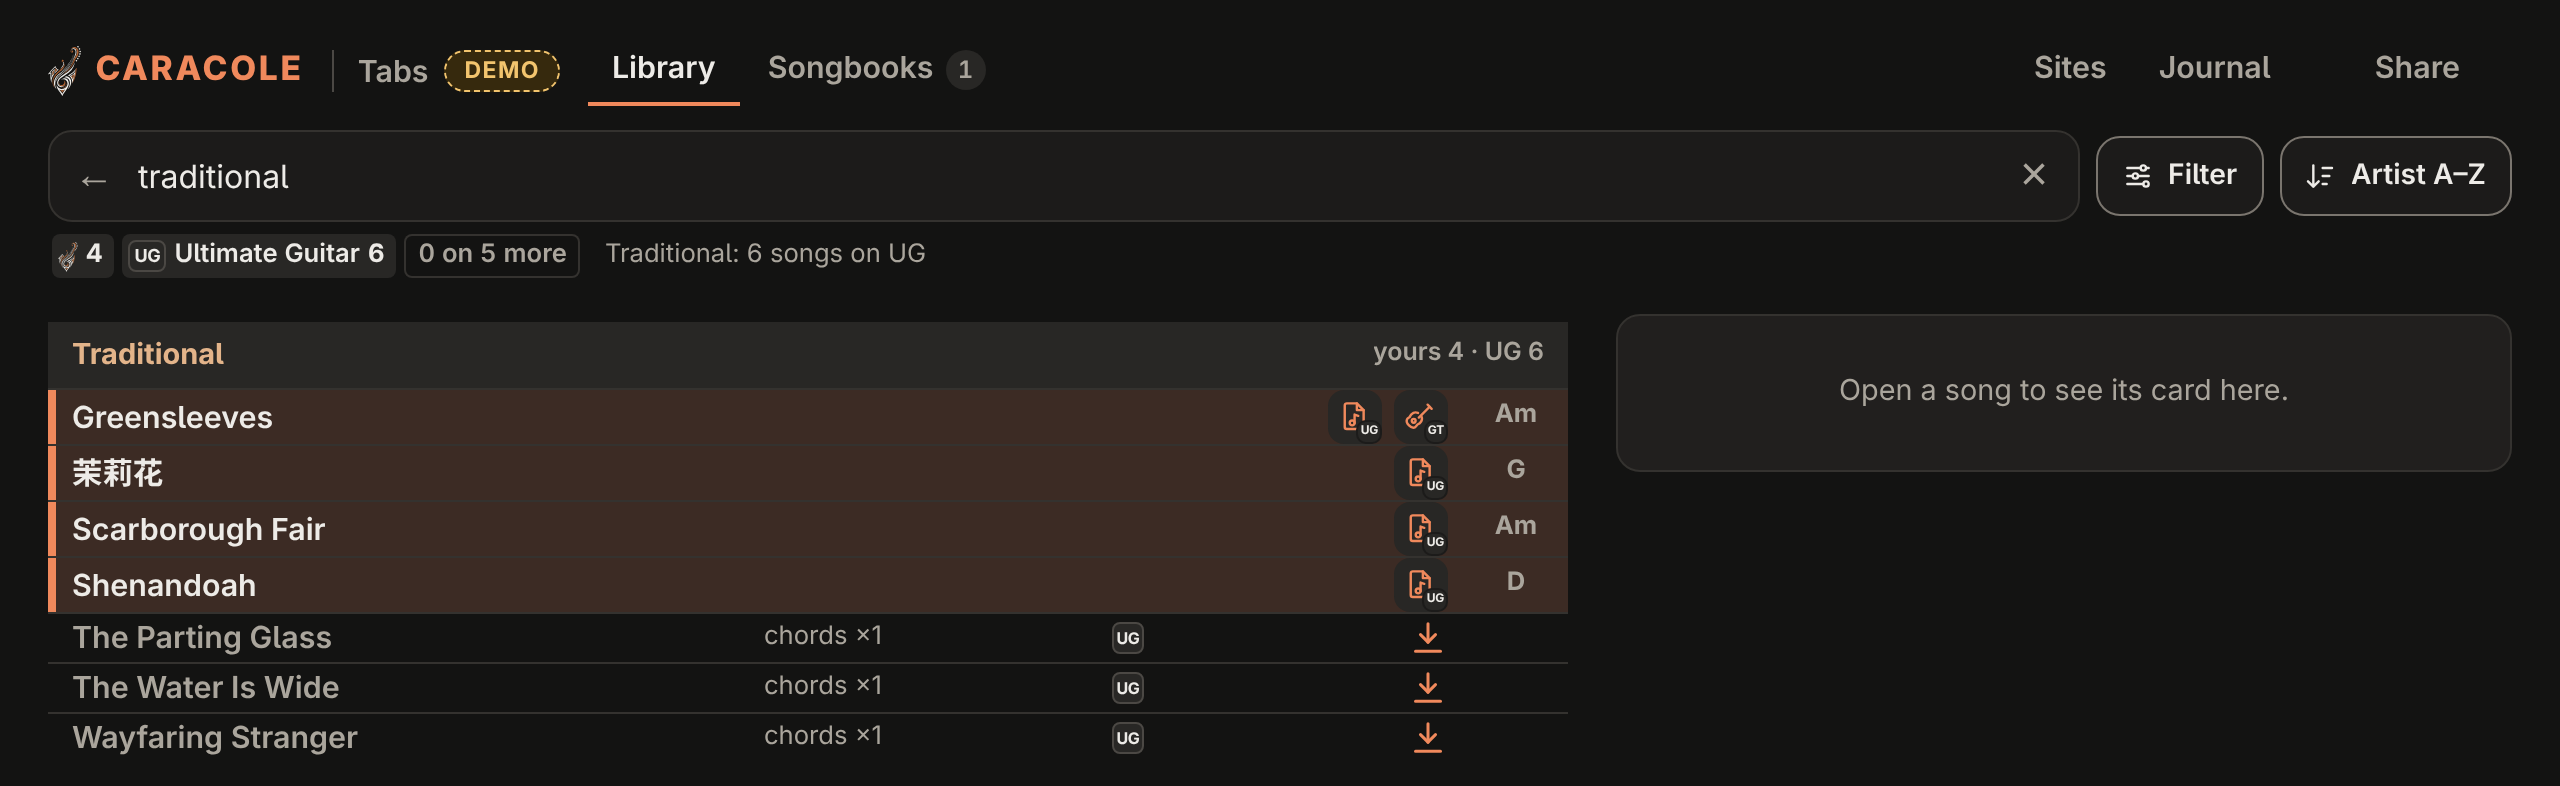 CARACOLE Tabs DEMO Library Songbooks 1 Sites Journal Share
← traditional × Filter Artist A–Z
4 UG Ultimate Guitar 6 0 on 5 more Traditional: 6 songs on UG
Traditional yours 4 · UG 6
Open a song to see its card here.
Greensleeves UG GT Am
茉莉花 UG G
Scarborough Fair UG Am
Shenandoah UG D
The Parting Glass chords ×1 UG
The Water Is Wide chords ×1 UG
Wayfaring Stranger chords ×1 UG